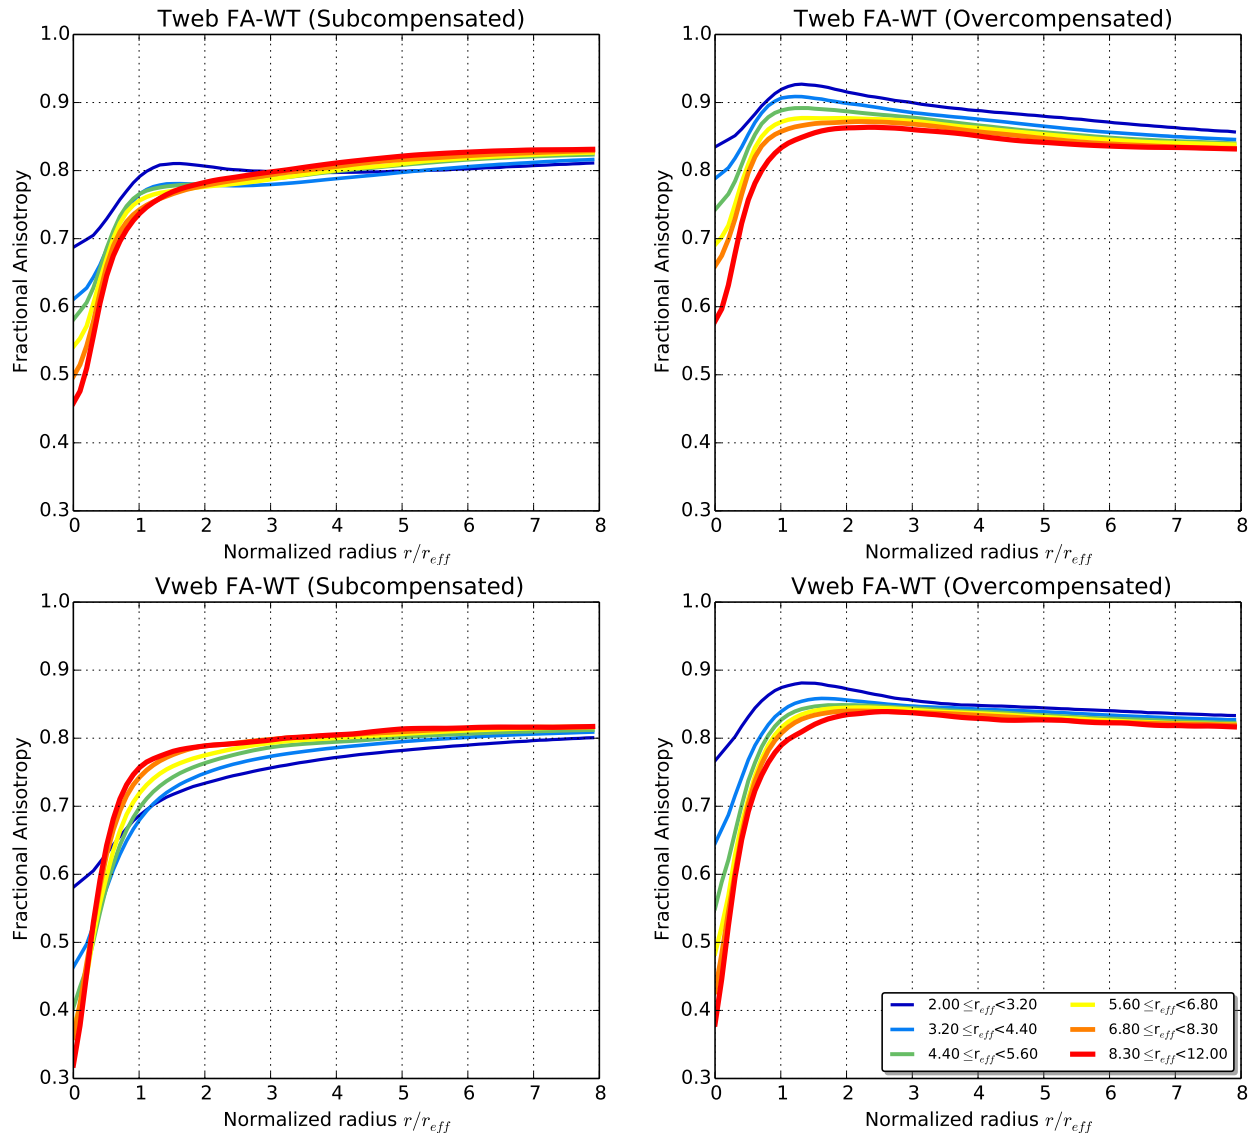 Tweb FA-WT (Subcompensated)
1.0
0.9
0.8
0.7
0.6
0.5
0.4
0.3
Fractional Anisotropy
0 1 2 3 4 5 6 7 8
Normalized radius r/r_eff
Tweb FA-WT (Overcompensated)
1.0
0.9
0.8
0.7
0.6
0.5
0.4
0.3
Fractional Anisotropy
0 1 2 3 4 5 6 7 8
Normalized radius r/r_eff
Vweb FA-WT (Subcompensated)
1.0
0.9
0.8
0.7
0.6
0.5
0.4
0.3
Fractional Anisotropy
0 1 2 3 4 5 6 7 8
Normalized radius r/r_eff
Vweb FA-WT (Overcompensated)
1.0
0.9
0.8
0.7
0.6
0.5
0.4
0.3
Fractional Anisotropy
2.00 ≤r_eff<3.20
3.20 ≤r_eff<4.40
4.40 ≤r_eff<5.60
5.60 ≤r_eff<6.80
6.80 ≤r_eff<8.30
8.30 ≤r_eff<12.00
0 1 2 3 4 5 6 7 8
Normalized radius r/r_eff